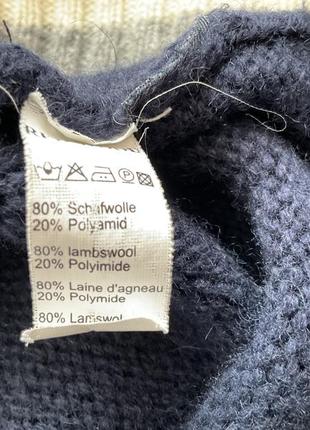 80% Schafwolle
20% Polyamid
80% lambswool
20% Polyimide
80% Laine d'agneau
20% Polymide
80% Lamswol